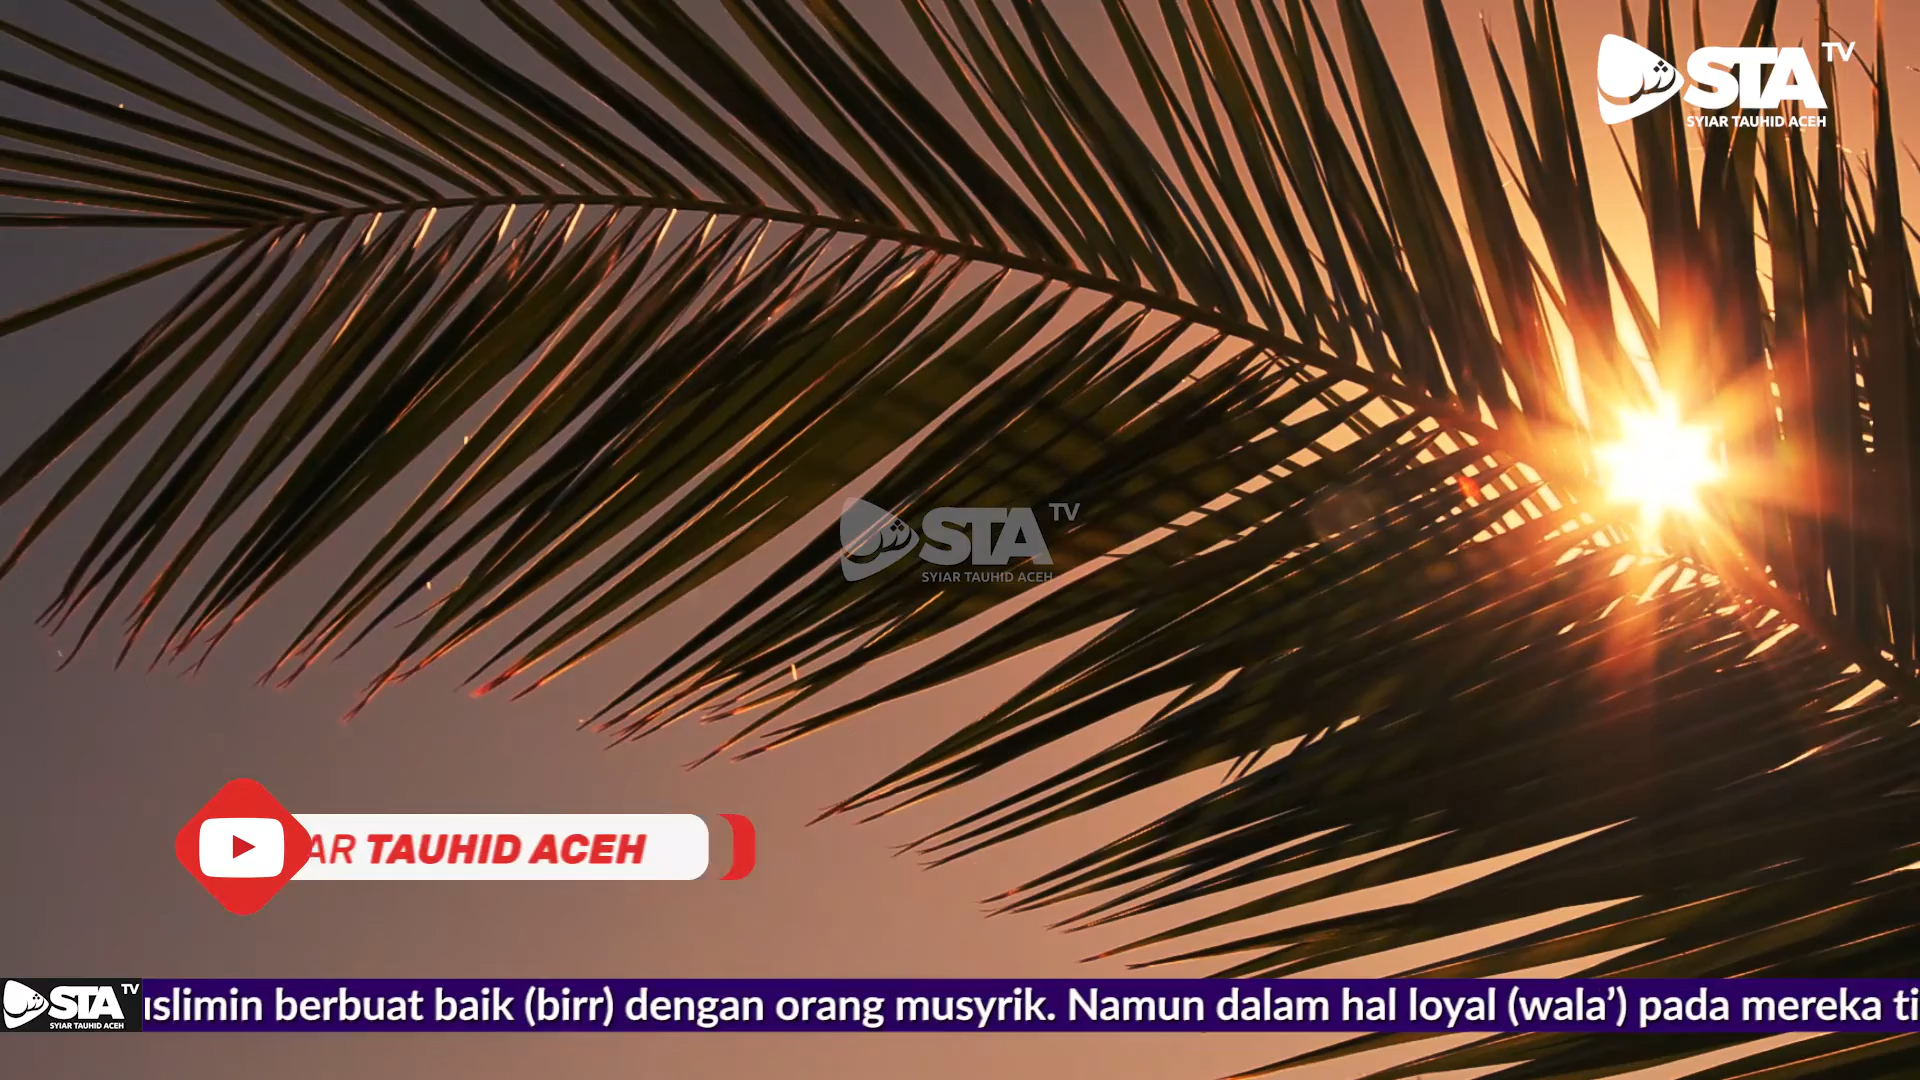 STA TV
SYIAR TAUHID ACEH
STA TV
SYIAR TAUHID ACEH
AR TAUHID ACEH
STA TV
SYIAR TAUHID ACEH
uslimin berbuat baik (birr) dengan orang musyrik. Namun dalam hal loyal (wala’) pada mereka ti